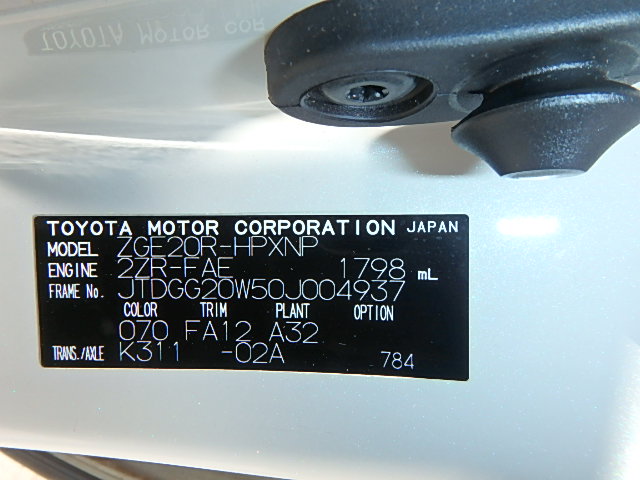 TOYOTA MOTOR CORPORATION JAPAN
MODEL ZGE20R-HPXNP
ENGINE 2ZR-FAE 1798 mL
FRAME No. JTDGG20W50J004937
COLOR TRIM PLANT OPTION
070 FA12 A32
TRANS./AXLE K311 -02A 784